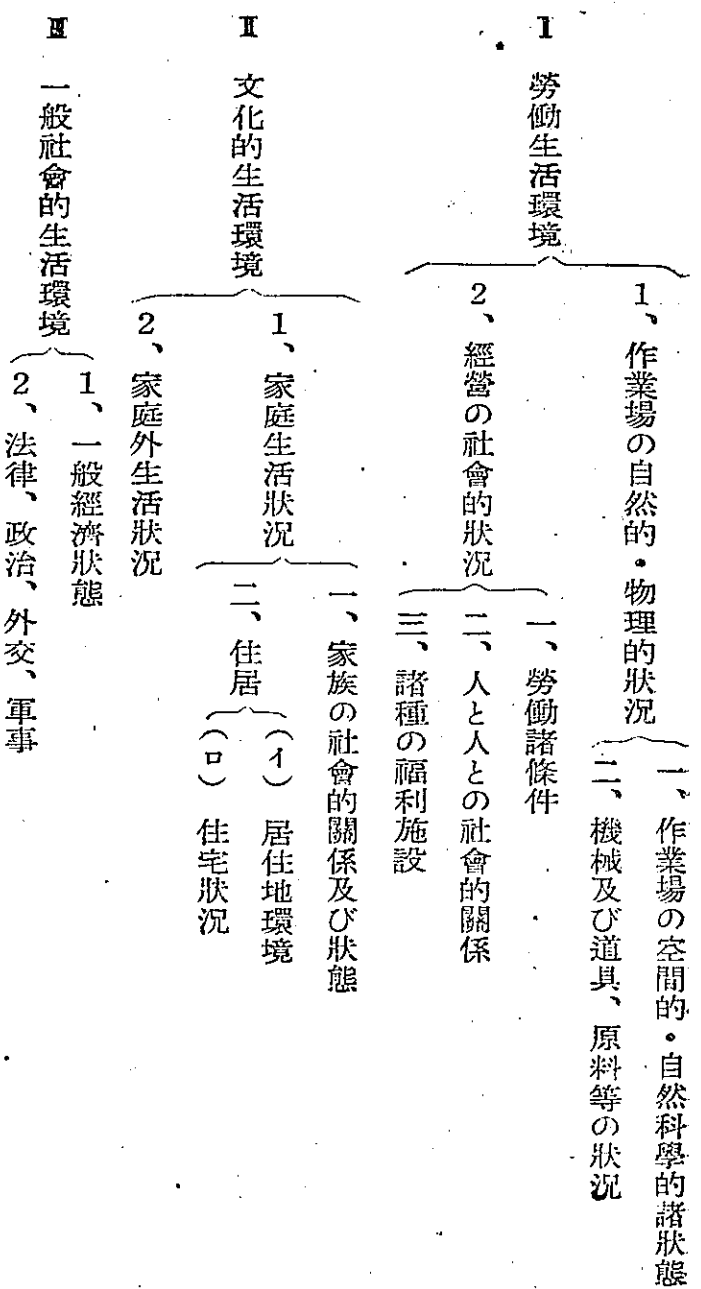 Ⅰ 勞働生活環境
1、作業場の自然的・物理的狀況
一、作業場の空間的・自然科學的諸狀態
二、機械及び道具、原料等の狀況
2、經營の社會的狀況
一、勞働諸條件
二、人と人との社會的關係
三、諸種の福利施設
Ⅱ 文化的生活環境
1、家庭生活狀況
一、家族の社會的關係及び狀態
二、住居
(イ) 居住地環境
(ロ) 住宅狀況
2、家庭外生活狀況
Ⅲ 一般社會的生活環境
1、一般經濟狀態
2、法律、政治、外交、軍事